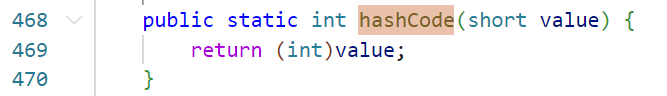 468 public static int hashCode(short value) {
469 return (int)value;
470 }